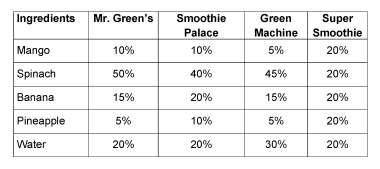 Ingredients Mr. Green's Smoothie Palace Green Machine Super Smoothie
Mango 10% 10% 5% 20%
Spinach 50% 40% 45% 20%
Banana 15% 20% 15% 20%
Pineapple 5% 10% 5% 20%
Water 20% 20% 30% 20%